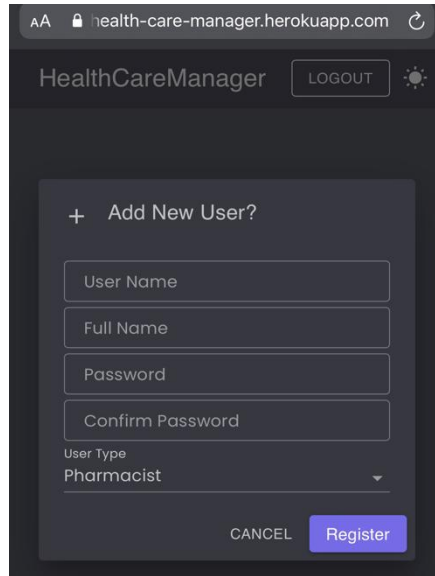 AA health-care-manager.herokuapp.com
HealthCareManager LOGOUT
+ Add New User?
User Name
Full Name
Password
Confirm Password
User Type
Pharmacist
CANCEL Register